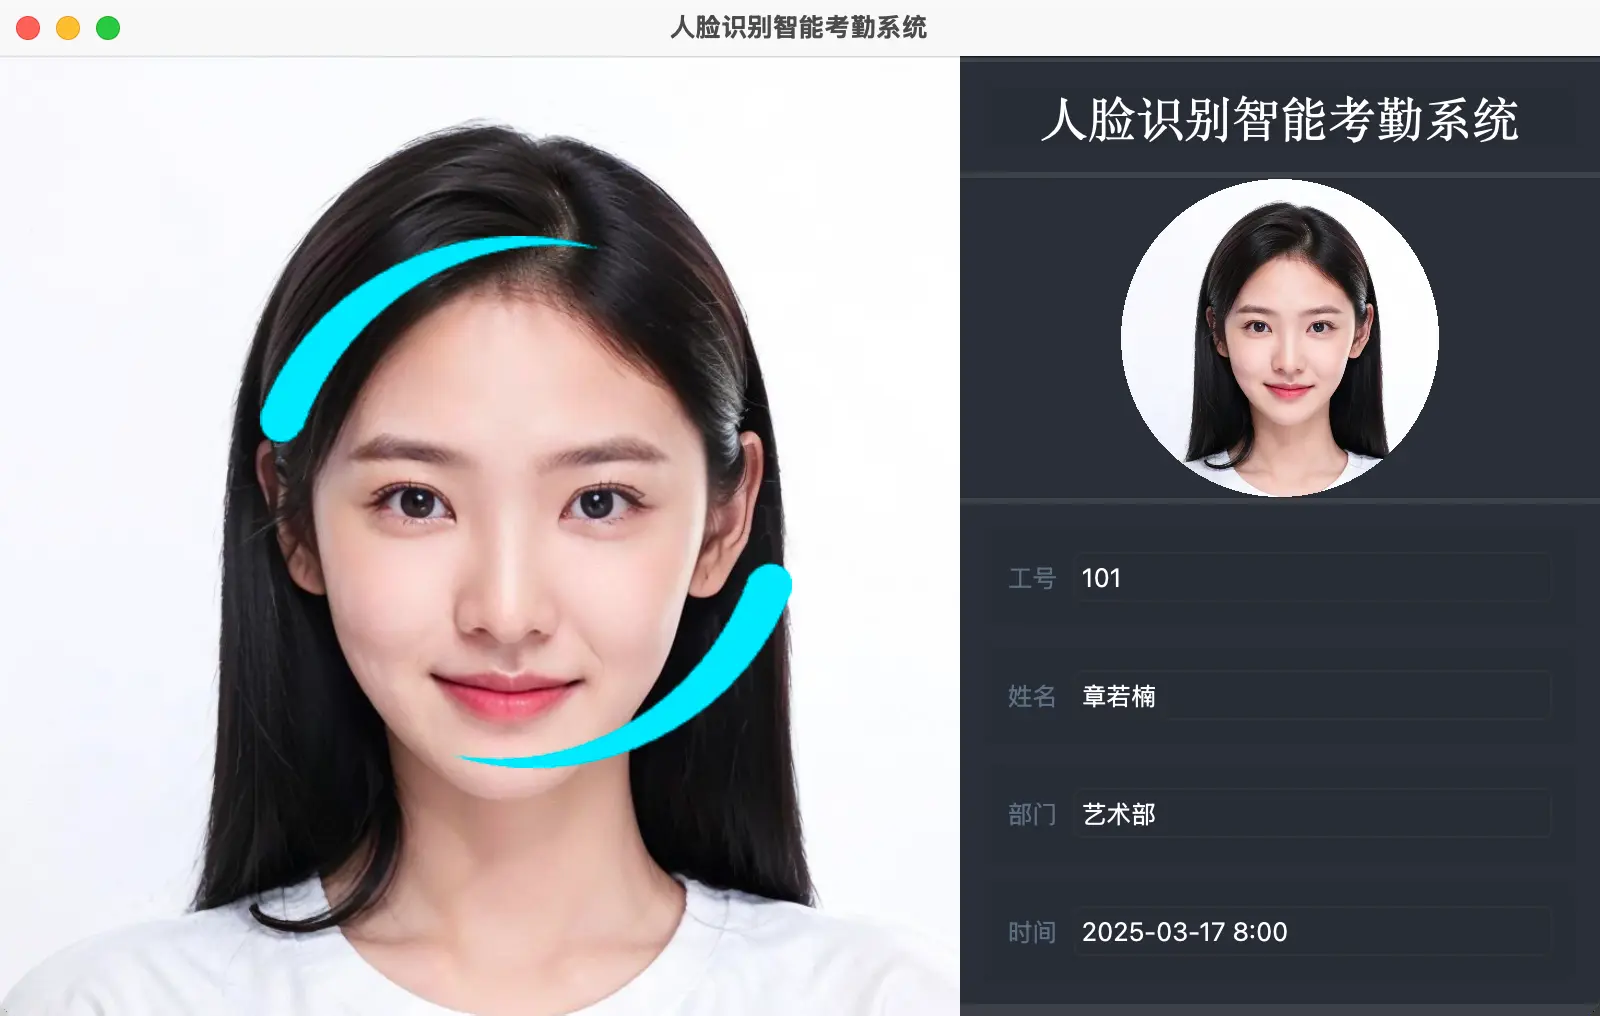 人脸识别智能考勤系统
人脸识别智能考勤系统
工号 101
姓名 章若楠
部门 艺术部
时间 2025-03-17 8:00